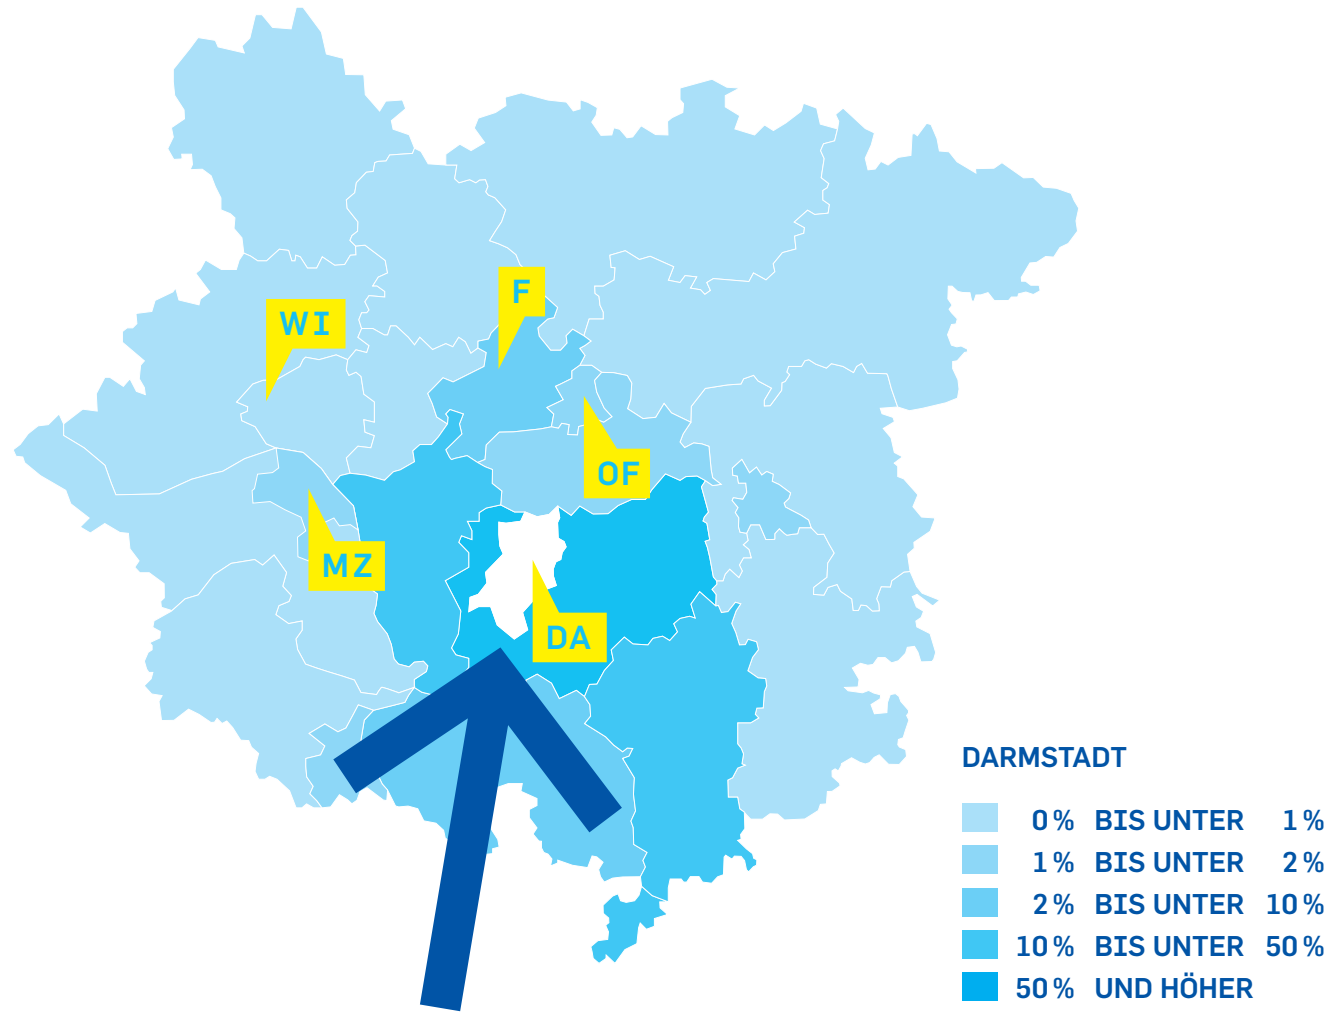 F
WI
OF
MZ
DA
DARMSTADT
0 % BIS UNTER 1 %
1 % BIS UNTER 2 %
2 % BIS UNTER 10 %
10 % BIS UNTER 50 %
50 % UND HÖHER